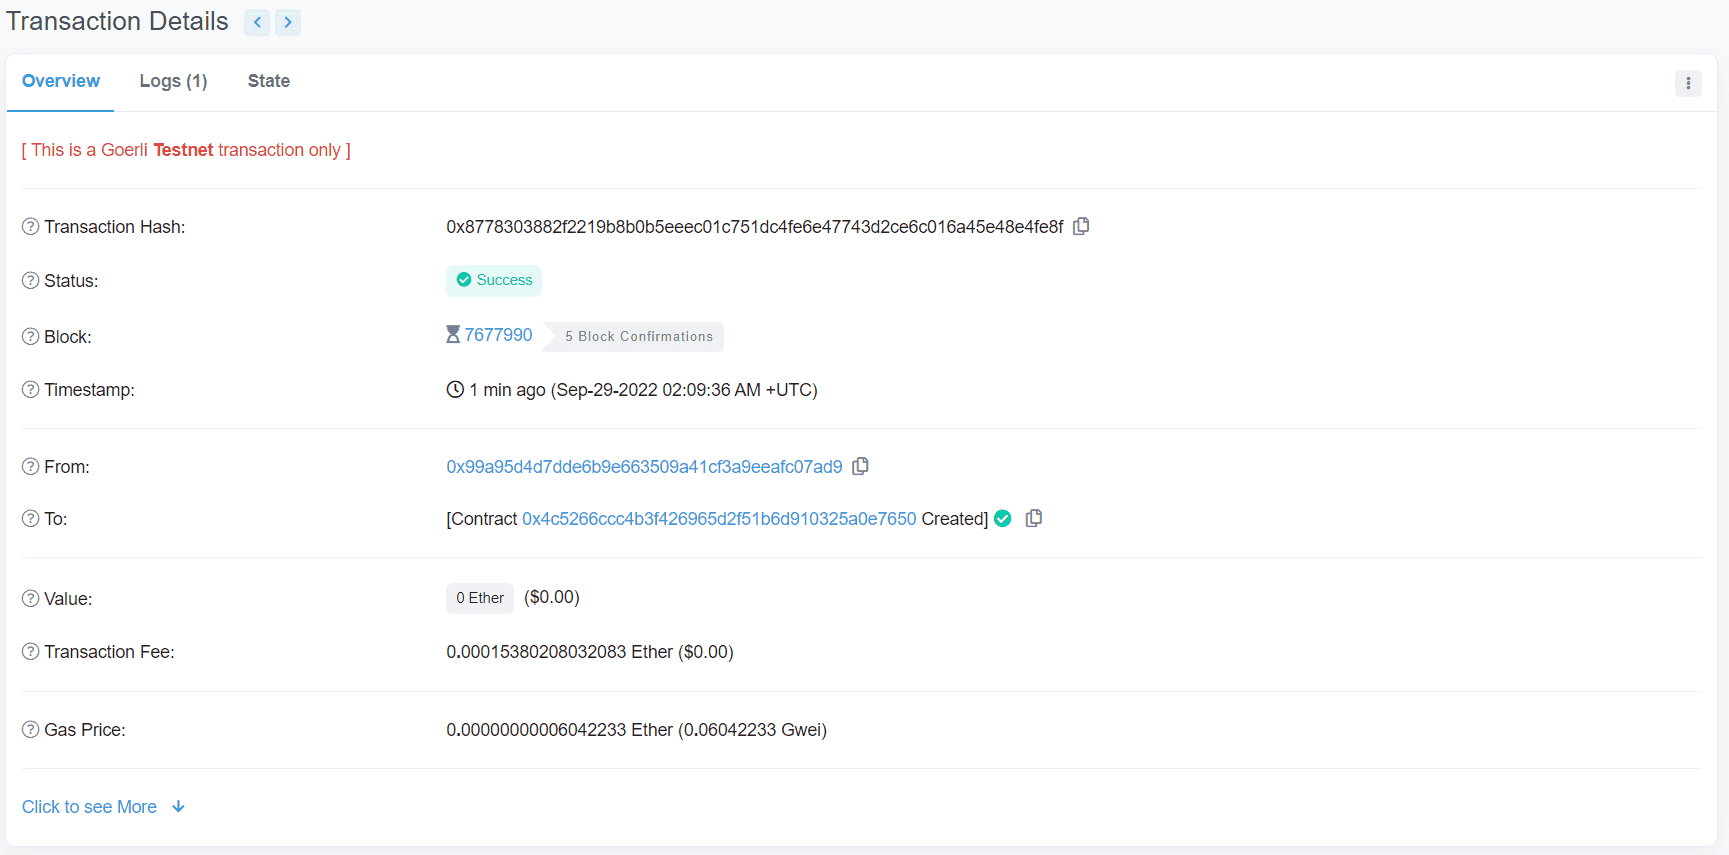 Transaction Details
Overview Logs (1) State
[ This is a Goerli Testnet transaction only ]
Transaction Hash: 0x8778303882f2219b8b0b5eeec01c751dc4fe6e47743d2ce6c016a45e48e4fe8f
Status: Success
Block: 7677990 5 Block Confirmations
Timestamp: 1 min ago (Sep-29-2022 02:09:36 AM +UTC)
From: 0x99a95d4d7dde6b9e663509a41cf3a9eeafc07ad9
To: [Contract 0x4c5266ccc4b3f426965d2f51b6d910325a0e7650 Created]
Value: 0 Ether ($0.00)
Transaction Fee: 0.00015380208032083 Ether ($0.00)
Gas Price: 0.00000000006042233 Ether (0.06042233 Gwei)
Click to see More